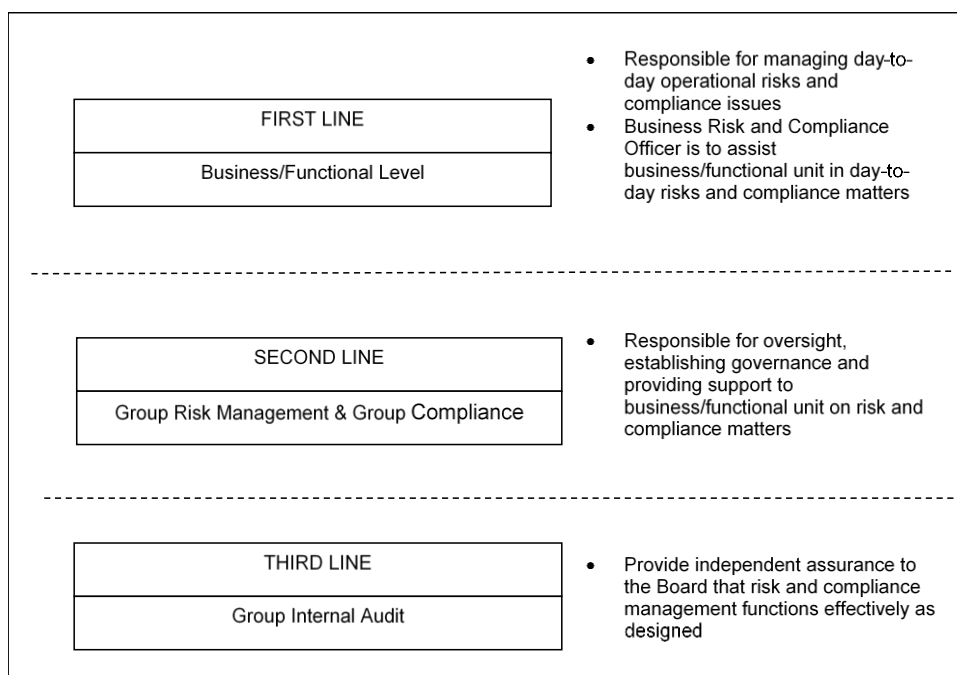 FIRST LINE
Business/Functional Level
• Responsible for managing day-to-
day operational risks and
compliance issues
• Business Risk and Compliance
Officer is to assist
business/functional unit in day-to-
day risks and compliance matters
SECOND LINE
Group Risk Management & Group Compliance
• Responsible for oversight,
establishing governance and
providing support to
business/functional unit on risk and
compliance matters
THIRD LINE
Group Internal Audit
• Provide independent assurance to
the Board that risk and compliance
management functions effectively as
designed